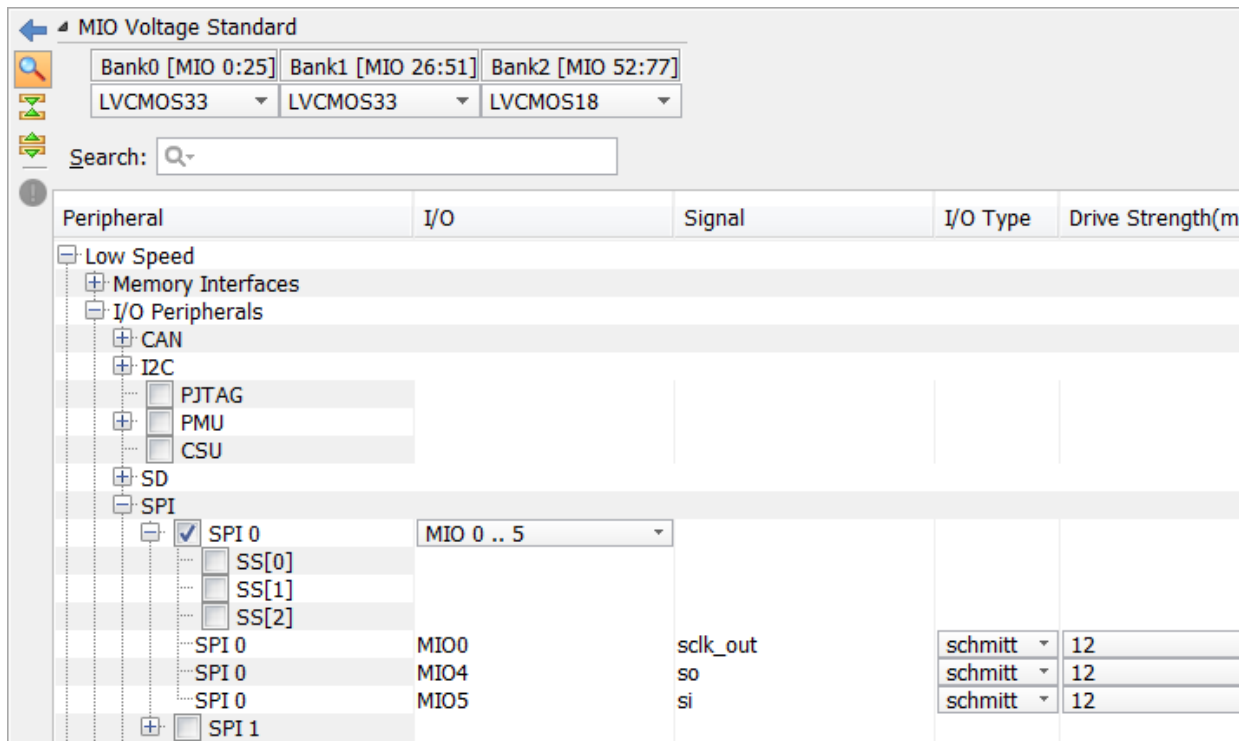 MIO Voltage Standard
Bank0 [MIO 0:25] Bank1 [MIO 26:51] Bank2 [MIO 52:77]
LVCMOS33 LVCMOS33 LVCMOS18
Search:
Peripheral I/O Signal I/O Type Drive Strength(m
Low Speed
Memory Interfaces
I/O Peripherals
CAN
I2C
PJTAG
PMU
CSU
SD
SPI
SPI 0 MIO 0 .. 5
SS[0]
SS[1]
SS[2]
SPI 0 MIO0 sclk_out schmitt 12
SPI 0 MIO4 so schmitt 12
SPI 0 MIO5 si schmitt 12
SPI 1